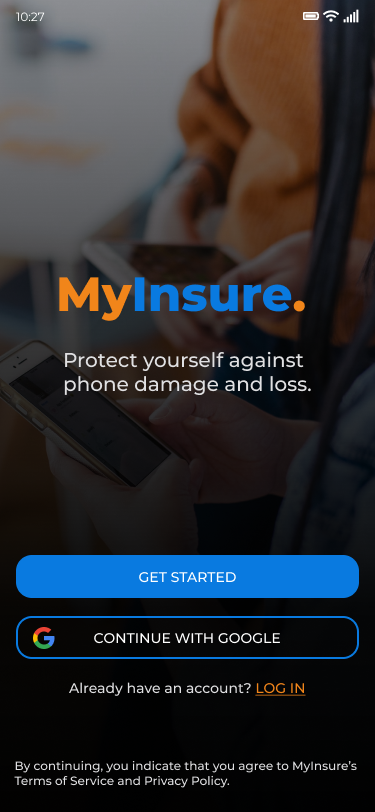 10:27
MyInsure.
Protect yourself against
phone damage and loss.
GET STARTED
CONTINUE WITH GOOGLE
Already have an account? LOG IN
By continuing, you indicate that you agree to MyInsure’s
Terms of Service and Privacy Policy.